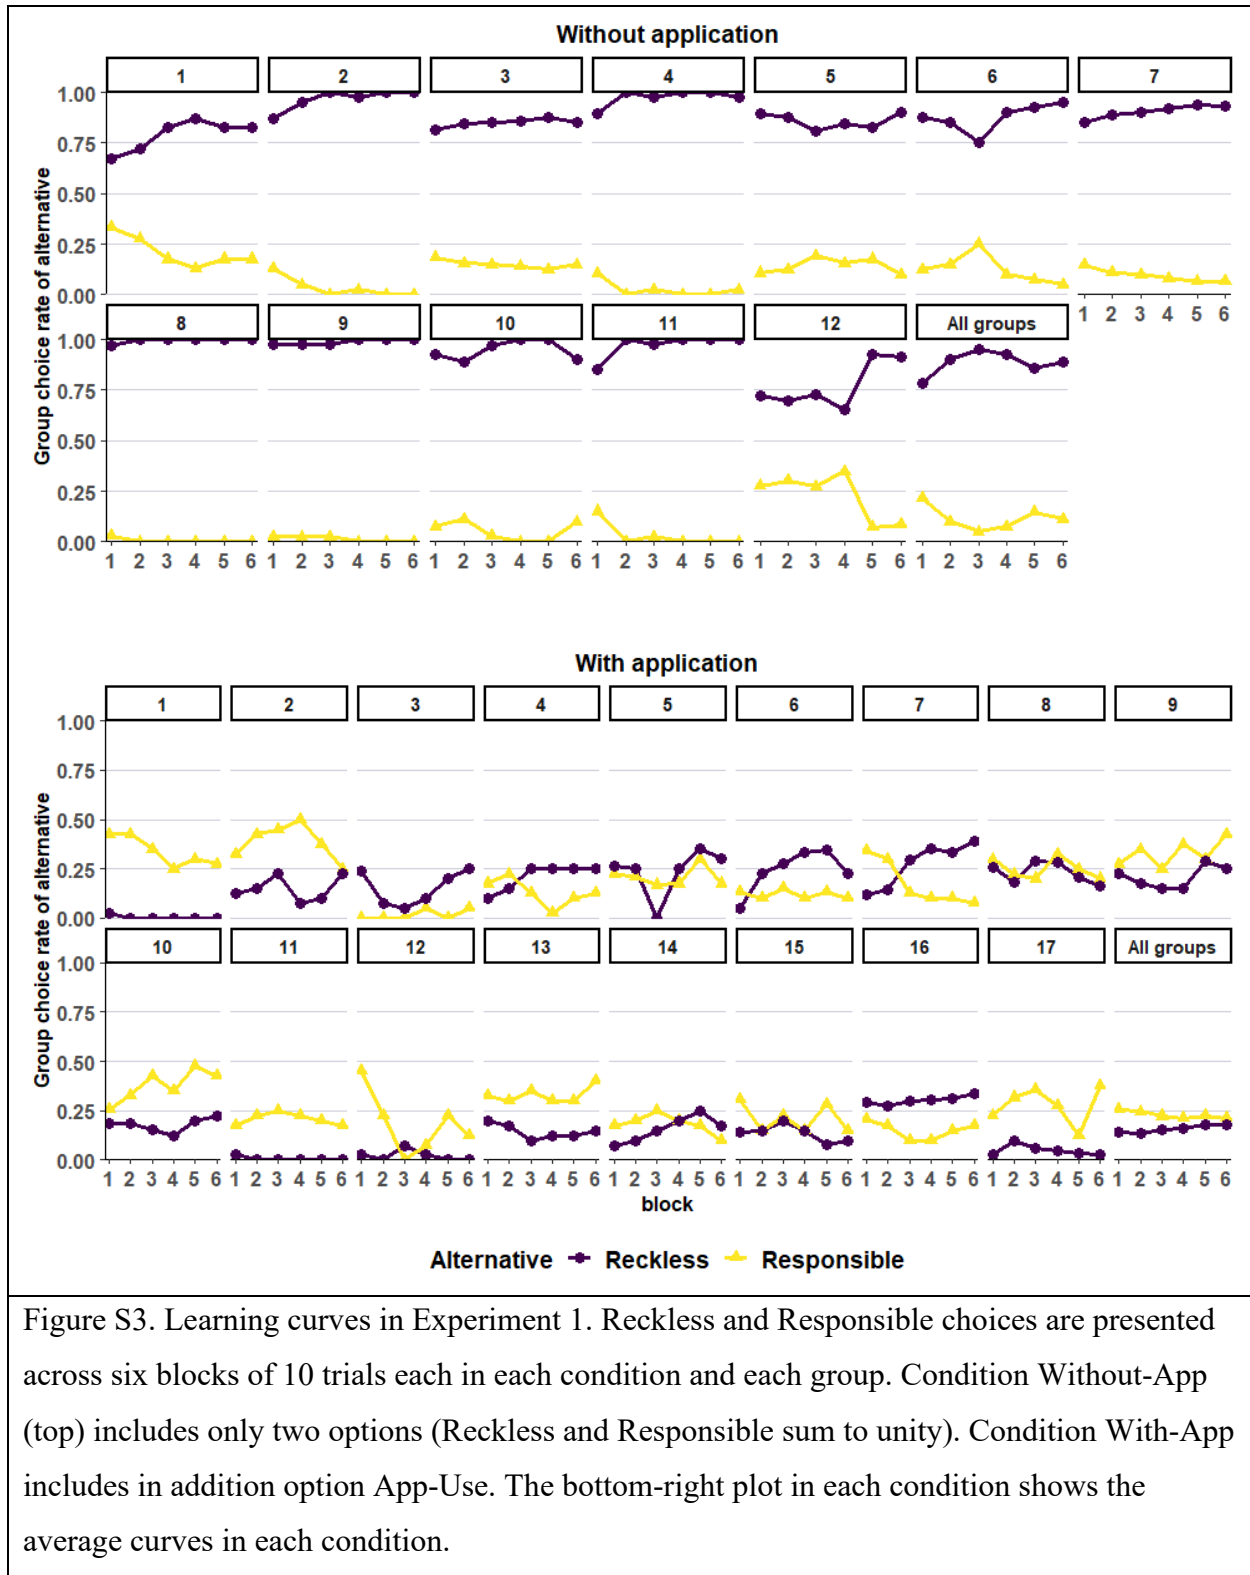 Without application
1 2 3 4 5 6 7
1.00
0.75
0.50
0.25
0.00
1 2 3 4 5 6
8 9 10 11 12 All groups
1.00
0.75
0.50
0.25
0.00
1 2 3 4 5 6 1 2 3 4 5 6 1 2 3 4 5 6 1 2 3 4 5 6 1 2 3 4 5 6 1 2 3 4 5 6
Group choice rate of alternative
With application
1 2 3 4 5 6 7 8 9
1.00
0.75
0.50
0.25
0.00
10 11 12 13 14 15 16 17 All groups
1.00
0.75
0.50
0.25
0.00
1 2 3 4 5 6 1 2 3 4 5 6 1 2 3 4 5 6 1 2 3 4 5 6 1 2 3 4 5 6 1 2 3 4 5 6 1 2 3 4 5 6 1 2 3 4 5 6 1 2 3 4 5 6
Group choice rate of alternative
block
Alternative Reckless Responsible
Figure S3. Learning curves in Experiment 1. Reckless and Responsible choices are presented
across six blocks of 10 trials each in each condition and each group. Condition Without-App
(top) includes only two options (Reckless and Responsible sum to unity). Condition With-App
includes in addition option App-Use. The bottom-right plot in each condition shows the
average curves in each condition.